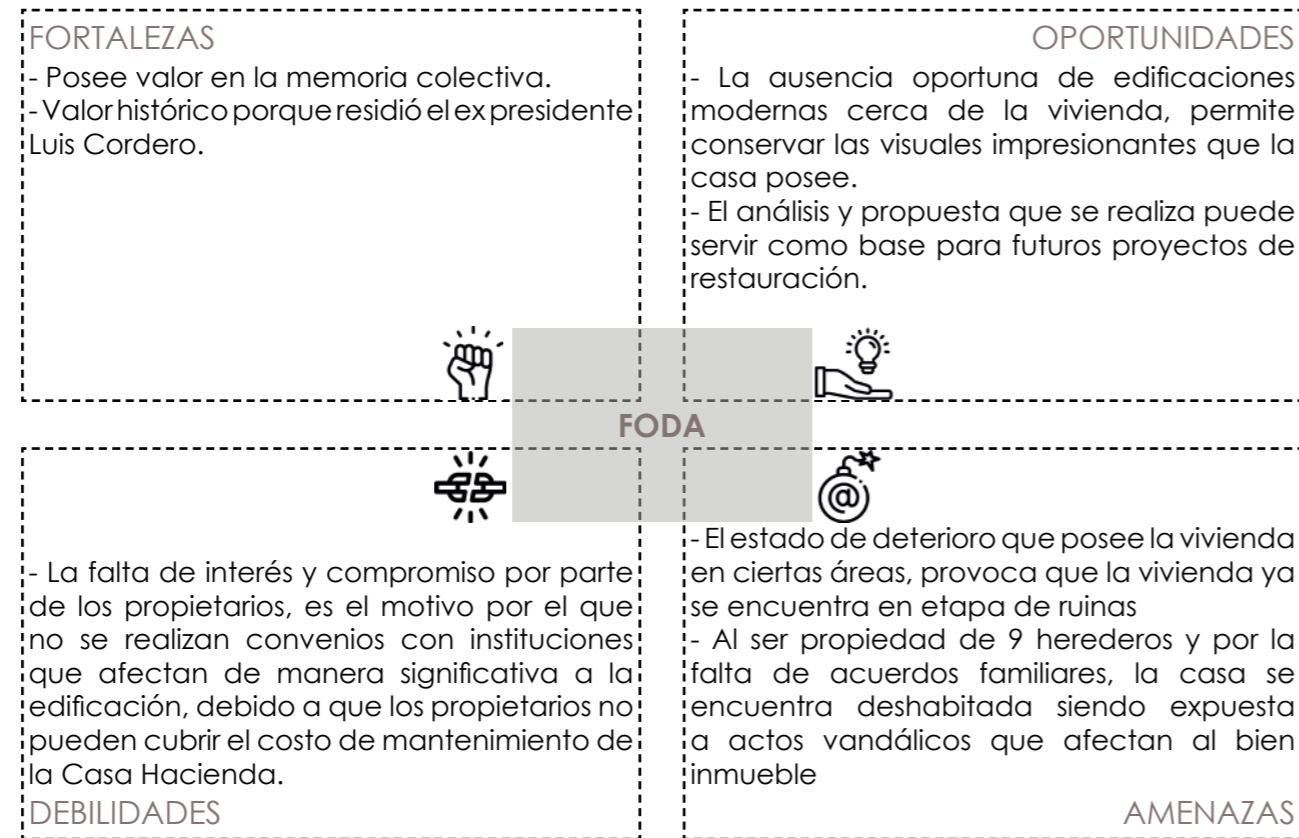 FORTALEZAS
- Posee valor en la memoria colectiva.
- Valor histórico porque residió el ex presidente
Luis Cordero.
OPORTUNIDADES
- La ausencia oportuna de edificaciones
modernas cerca de la vivienda, permite
conservar las visuales impresionantes que la
casa posee.
- El análisis y propuesta que se realiza puede
servir como base para futuros proyectos de
restauración.
FODA
- La falta de interés y compromiso por parte
de los propietarios, es el motivo por el que
no se realizan convenios con instituciones
que afectan de manera significativa a la
edificación, debido a que los propietarios no
pueden cubrir el costo de mantenimiento de
la Casa Hacienda.
DEBILIDADES
@
- El estado de deterioro que posee la vivienda
en ciertas áreas, provoca que la vivienda ya
se encuentra en etapa de ruinas
- Al ser propiedad de 9 herederos y por la
falta de acuerdos familiares, la casa se
encuentra deshabitada siendo expuesta
a actos vandálicos que afectan al bien
inmueble
AMENAZAS